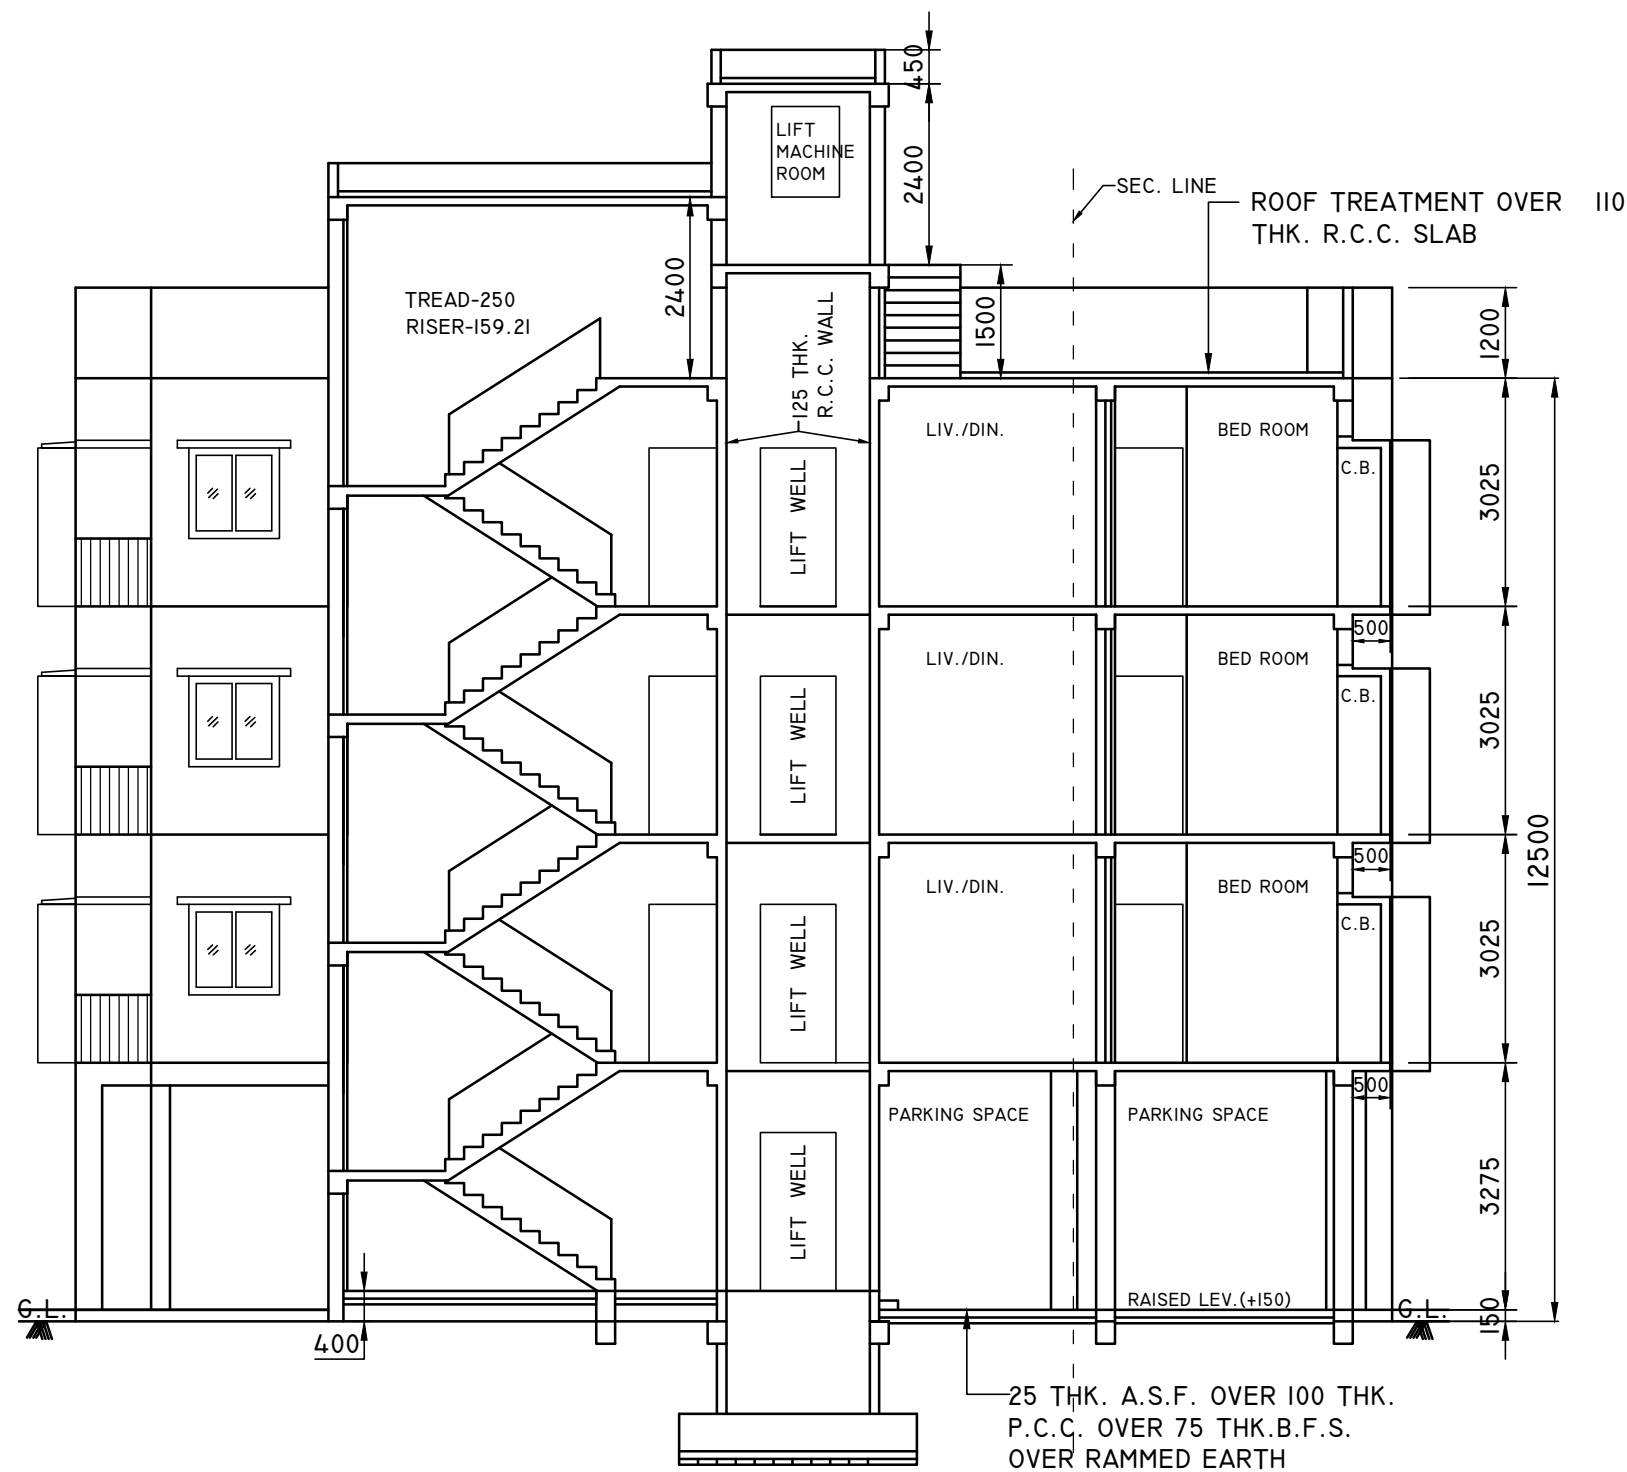 450
LIFT
MACHINE
ROOM
2400
SEC. LINE
ROOF TREATMENT OVER 110
THK. R.C.C. SLAB
TREAD-250
RISER-159.21
2400
125 THK.
R.C.C. WALL
1500
1200
LIV./DIN.
BED ROOM
C.B.
LIFT WELL
3025
500
LIV./DIN.
BED ROOM
C.B.
LIFT WELL
3025
500
12500
LIV./DIN.
BED ROOM
C.B.
LIFT WELL
3025
500
PARKING SPACE
PARKING SPACE
LIFT WELL
3275
RAISED LEV.(+150)
G.L.
G.L.
150
400
25 THK. A.S.F. OVER 100 THK.
P.C.C. OVER 75 THK.B.F.S.
OVER RAMMED EARTH